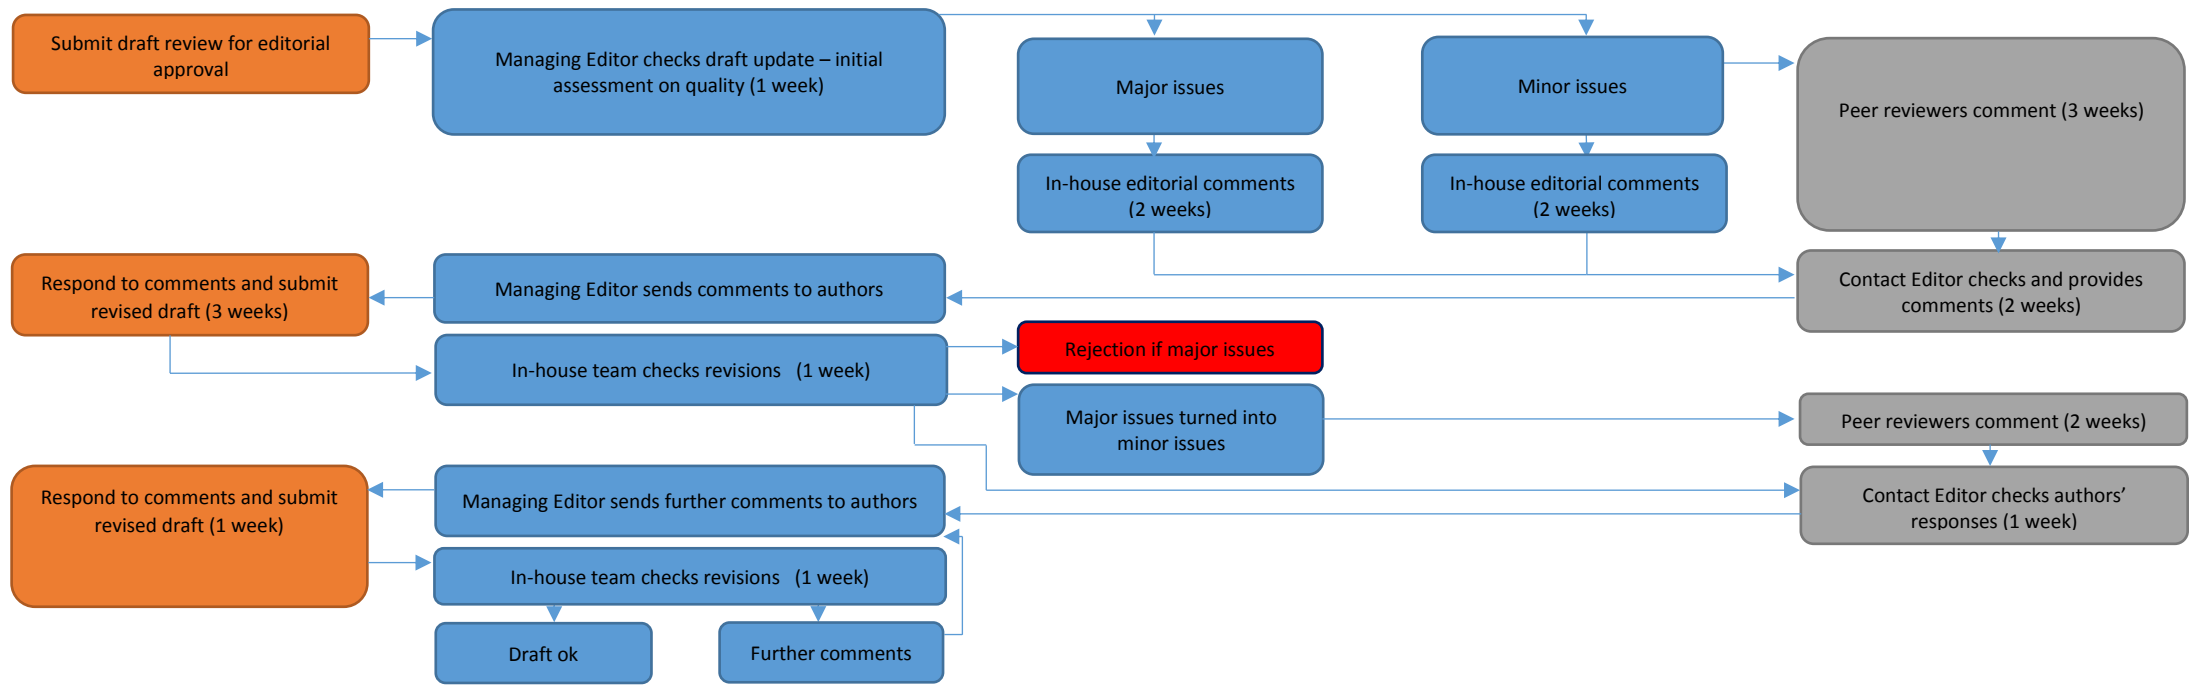 Submit draft review for editorial
approval
Managing Editor checks draft update – initial
assessment on quality (1 week)
Major issues
Minor issues
Peer reviewers comment (3 weeks)
In-house editorial comments
(2 weeks)
In-house editorial comments
(2 weeks)
Respond to comments and submit
revised draft (3 weeks)
Managing Editor sends comments to authors
Contact Editor checks and provides
comments (2 weeks)
In-house team checks revisions   (1 week)
Rejection if major issues
Major issues turned into
minor issues
Peer reviewers comment (2 weeks)
Respond to comments and submit
revised draft (1 week)
Managing Editor sends further comments to authors
Contact Editor checks authors’
responses (1 week)
In-house team checks revisions   (1 week)
Draft ok
Further comments